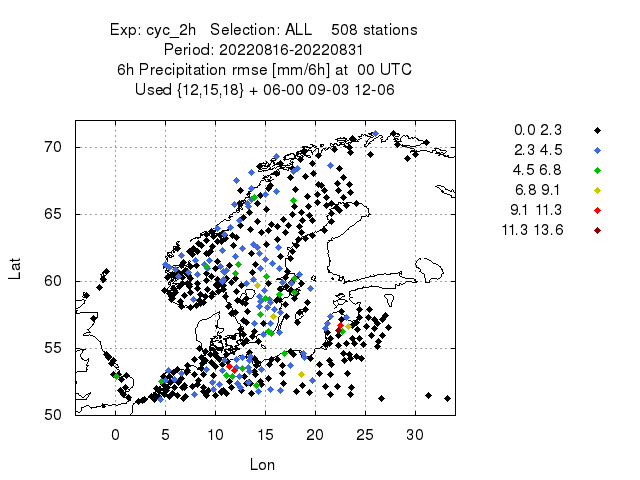 Exp: cyc_2h   Selection: ALL    508 stations
Period: 20220816-20220831
6h Precipitation rmse [mm/6h] at  00 UTC
Used {12,15,18} + 06-00 09-03 12-06
0.0 2.3
2.3 4.5
4.5 6.8
6.8 9.1
9.1 11.3
11.3 13.6
70
65
60
55
50
Lat
0 5 10 15 20 25 30
Lon